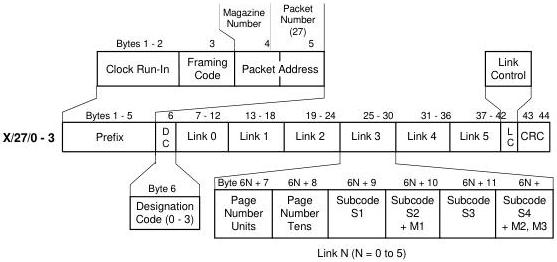 Magazine Packet
Number Number
(27)
Bytes 1 - 2 3 4 5
Clock Run-In Framing Code Packet Address
Link Control
Bytes 1 - 5 6 7 - 12 13 - 18 19 - 24 25 - 30 31 - 36 37 - 42 43 44
X/27/0 - 3 Prefix D C Link 0 Link 1 Link 2 Link 3 Link 4 Link 5 L C CRC
Byte 6
Designation
Code (0 - 3)
Byte 6N + 7 6N + 8 6N + 9 6N + 10 6N + 11 6N +
Page Page Subcode Subcode Subcode Subcode
Number Number S1 S2 S3 S4
Units Tens + M1 + M2, M3
Link N (N = 0 to 5)